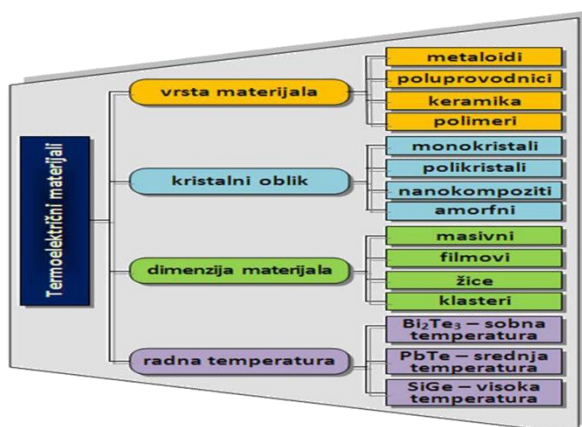 Termoelektrični materijali
vrsta materijala
metaloidi
poluprovodnici
keramika
polimeri
kristalni oblik
monokristali
polikristali
nanokompoziti
amorfni
dimenzija materijala
masivni
filmovi
žice
klasteri
radna temperatura
Bi₂Te₃ – sobna
temperatura
PbTe – srednja
temperatura
SiGe – visoka
temperatura